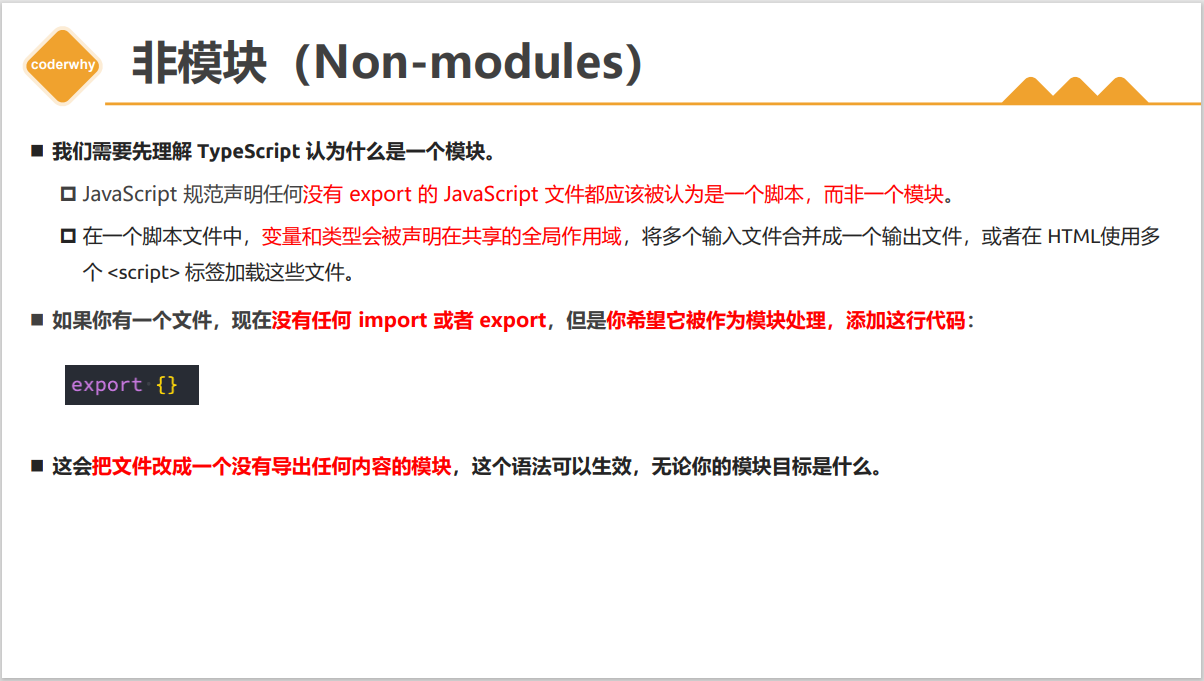 coderwhy
非模块（Non-modules）
我们需要先理解 TypeScript 认为什么是一个模块。
JavaScript 规范声明任何没有 export 的 JavaScript 文件都应该被认为是一个脚本，而非一个模块。
在一个脚本文件中，变量和类型会被声明在共享的全局作用域，将多个输入文件合并成一个输出文件，或者在 HTML使用多
个 <script> 标签加载这些文件。
如果你有一个文件，现在没有任何 import 或者 export，但是你希望它被作为模块处理，添加这行代码：
export {}
这会把文件改成一个没有导出任何内容的模块，这个语法可以生效，无论你的模块目标是什么。